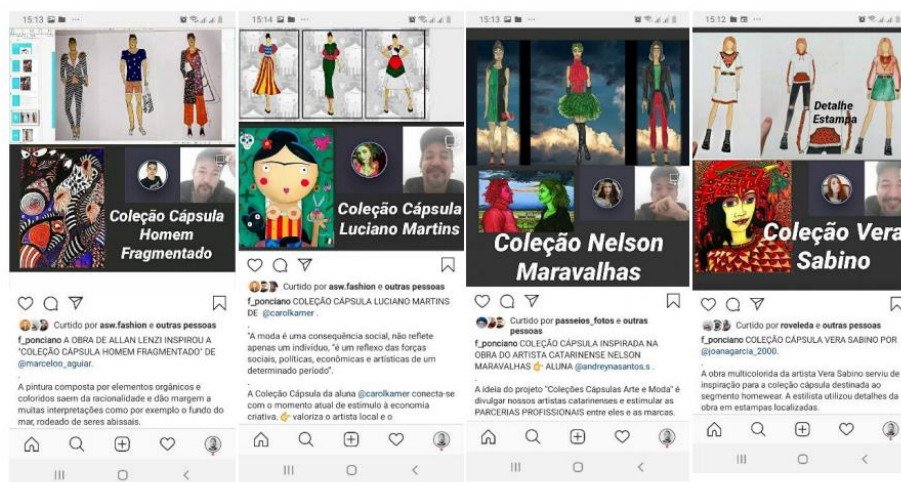 15:13
Coleção Cápsula
Homem
Fragmentado
Curtido por asw.fashion e outras pessoas
f_ponciano A OBRA DE ALLAN LENZI INSPIROU A
"COLEÇÃO CÁPSULA HOMEM FRAGMENTADO" DE
@marceloo_aguiar.
.
A pintura composta por elementos orgânicos e
coloridos saem da racionalidade e dão margem a
muitas interpretações como por exemplo o fundo do
mar, rodeado de seres abissais.
15:14
Coleção Cápsula
Luciano Martins
Curtido por asw.fashion e outras pessoas
f_ponciano COLEÇÃO CÁPSULA LUCIANO MARTINS
DE @carolkamer .
.
"A moda é uma consequência social, não reflete
apenas um indivíduo, "é um reflexo das forças
sociais, políticas, econômicas e artísticas de um
determinado período".
.
A Coleção Cápsula da aluna @carolkamer conecta-se
com o momento atual de estimulo à economia
criativa. 👉 valoriza o artista local e o
15:13
Coleção Nelson
Maravalhas
Curtido por passeios_fotos e outras
pessoas
f_ponciano COLEÇÃO CÁPSULA INSPIRADA NA
OBRA DO ARTISTA CATARINENSE NELSON
MARAVALHAS 👉 ALUNA @andreynasantos.s .
.
A ideia do projeto "Coleções Cápsulas Arte e Moda" é
divulgar nossos artistas catarinenses e estimular as
PARCERIAS PROFISSIONAIS entre eles e as marcas.
15:12
Detalhe
Estampa
Coleção Vera
Sabino
Curtido por roveleda e outras pessoas
f_ponciano COLEÇÃO CÁPSULA VERA SABINO POR
@joanagarcia_2000.
.
A obra multicolorida da artista Vera Sabino serviu de
inspiração para a coleção cápsula destinada ao
segmento homewear. A estilista utilizou detalhes da
obra em estampas localizadas.